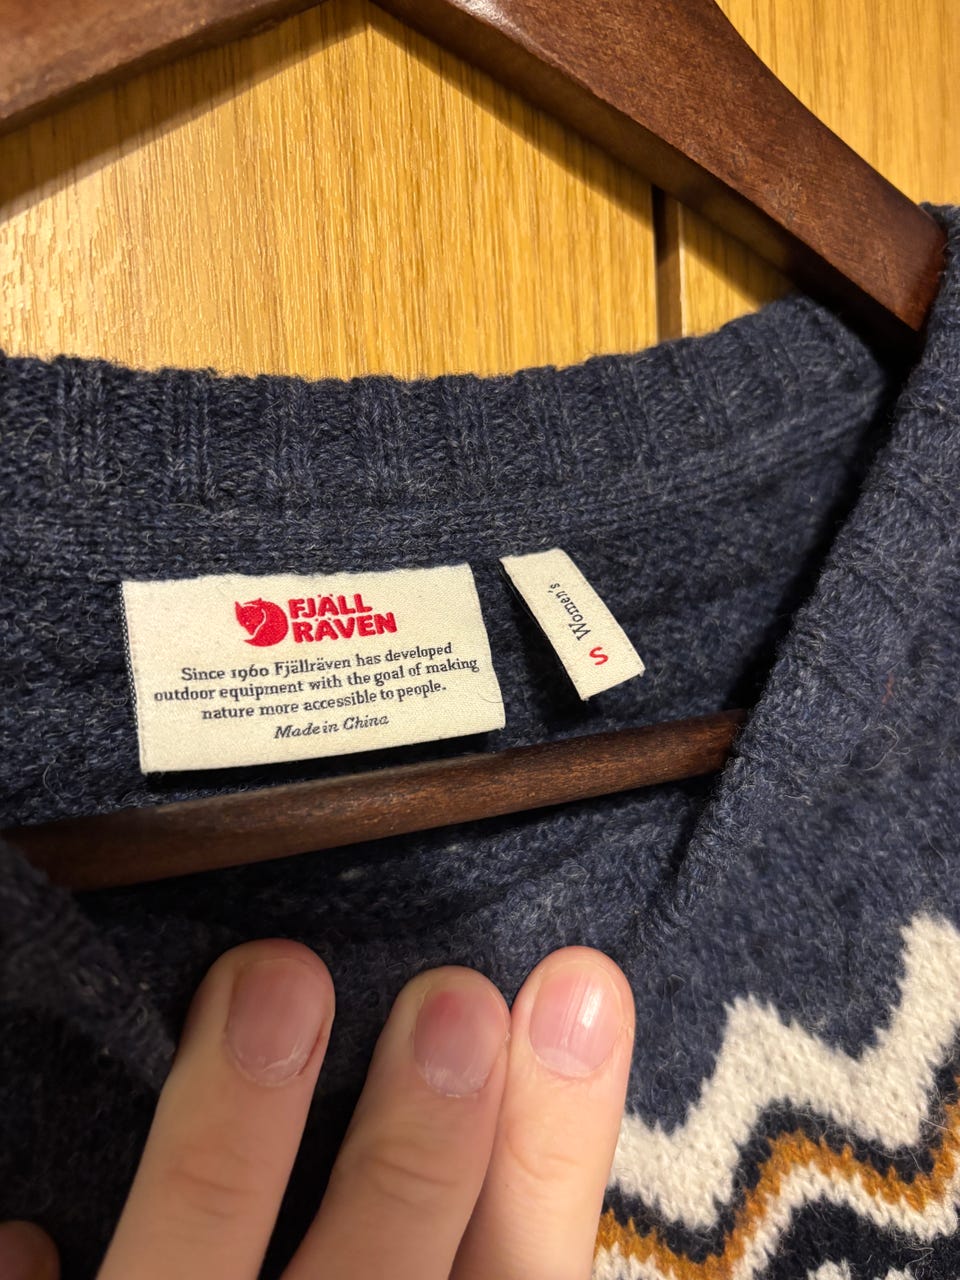 FJÄLL
RÄVEN
Since 1960 Fjällräven has developed
outdoor equipment with the goal of making
nature more accessible to people.
Made in China
Women's
S